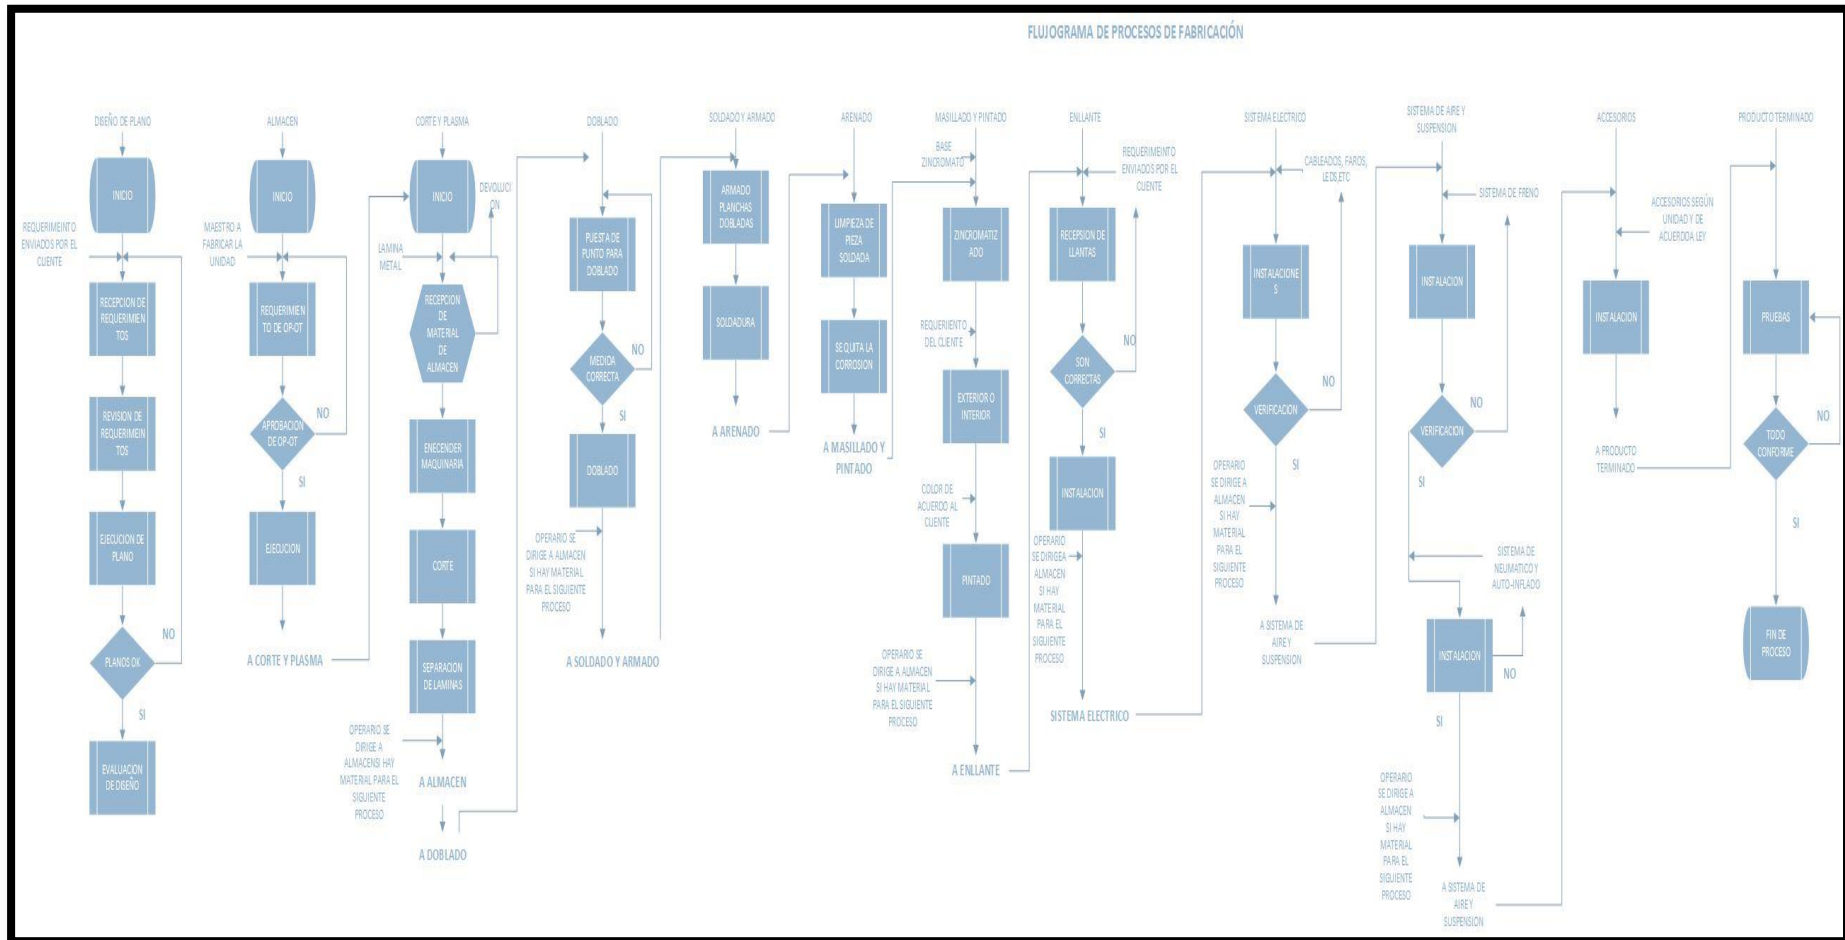 FLUJOGRAMA DE PROCESOS DE FABRICACIÓN
DISEÑO DE PLANO
INICIO
REQUERIMEINTO
ENVIADOS POR EL
CLIENTE
RECEPCION DE
REQUERIMIEN
TOS
REVISION DE
REQUERIMEIN
TOS
EJECUCION DE
PLANO
PLANOS OK
NO
SI
EVALUACION
DE DISEÑO
ALMACEN
INICIO
MAESTRO A
FABRICAR LA
UNIDAD
REQUERIMIEN
TO DE OP-OT
APROBACION
DE OP-OT
NO
SI
EJECUCION
A CORTE Y PLASMA
CORTE Y PLASMA
INICIO
DEVOLUCI
ON
LAMINA
METAL
RECEPCION
DE
MATERIAL
DE
ALMACEN
ENECENDER
MAQUINARIA
CORTE
SEPARACION
DE LAMINAS
OPERARIO SE
DIRIGE A
ALMACENSI HAY
MATERIAL PARA EL
SIGUIENTE
PROCESO
A ALMACEN
A DOBLADO
DOBLADO
PUESTA DE
PUNTO PARA
DOBLADO
MEDIDA
CORRECTA
NO
SI
DOBLADO
OPERARIO SE
DIRIGE A ALMACEN
SI HAY MATERIAL
PARA EL SIGUIENTE
PROCESO
A SOLDADO Y ARMADO
SOLDADO Y ARMADO
ARMADO
PLANCHAS
DOBLADAS
SOLDADURA
A ARENADO
ARENADO
LIMPIEZA DE
PIEZA
SOLDADA
SE QUITA LA
CORROSION
A MASILLADO Y
PINTADO
MASILLADO Y PINTADO
BASE
ZINCROMATO
ZINCROMATIZ
ADO
REQUERIIENTO
DEL CLIENTE
EXTERIOR O
INTERIOR
COLOR DE
ACUERDO AL
CLIENTE
PINTADO
OPERARIO SE
DIRIGE A ALMACEN
SI HAY MATERIAL
PARA EL SIGUIENTE
PROCESO
A ENLLANTE
ENLLANTE
REQUERIMEINTO
ENVIADOS POR EL
CLIENTE
RECEPSION DE
LLANTAS
SON
CORRECTAS
NO
SI
INSTALACION
OPERARIO
SE DIRIGEA
ALMACEN
SI HAY
MATERIAL
PARA EL
SIGUIENTE
PROCESO
SISTEMA ELECTRICO
SISTEMA ELECTRICO
CABLEADOS, FAROS,
LEDS,ETC
INSTALACIONE
S
VERIFICACION
NO
SI
OPERARIO
SE DIRIGE A
ALMACEN
SI HAY
MATERIAL
PARA EL
SIGUIENTE
PROCESO
A SISTEMA DE
AIRE Y
SUSPENSION
SISTEMA DE AIRE Y
SUSPENSION
SISTEMA DE FRENO
INSTALACION
VERIFICACION
NO
SI
SISTEMA DE
NEUMATICO Y
AUTO-INFLADO
INSTALACION
NO
SI
OPERARIO
SE DIRIGE A
ALMACEN
SI HAY
MATERIAL
PARA EL
SIGUIENTE
PROCESO
A SISTEMA DE
AIRE Y
SUSPENSION
ACCESORIOS
ACCESORIOS SEGÚN
UNIDAD Y DE
ACUERDOA LEY
INSTALACION
A PRODUCTO
TERMINADO
PRODUCTO TERMINADO
PRUEBAS
TODO
CONFORME
NO
SI
FIN DE
PROCESO